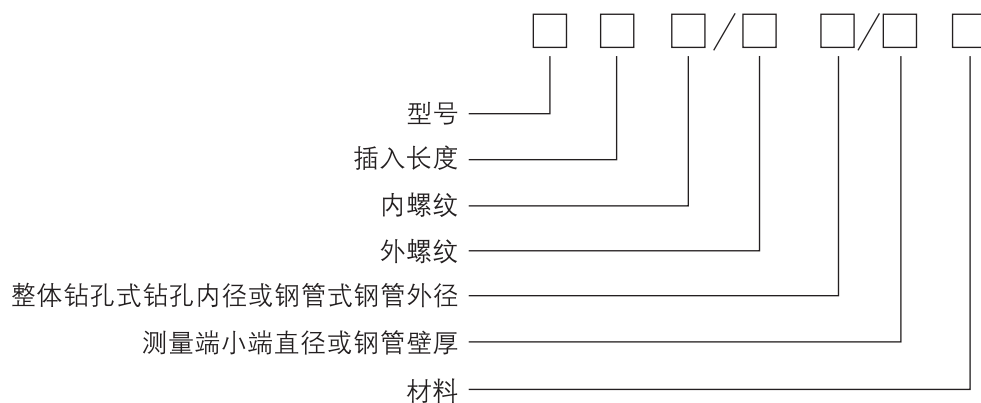 □ □ □/□ □/□ □
型号
插入长度
内螺纹
外螺纹
整体钻孔式钻孔内径或钢管式钢管外径
测量端小端直径或钢管壁厚
材料